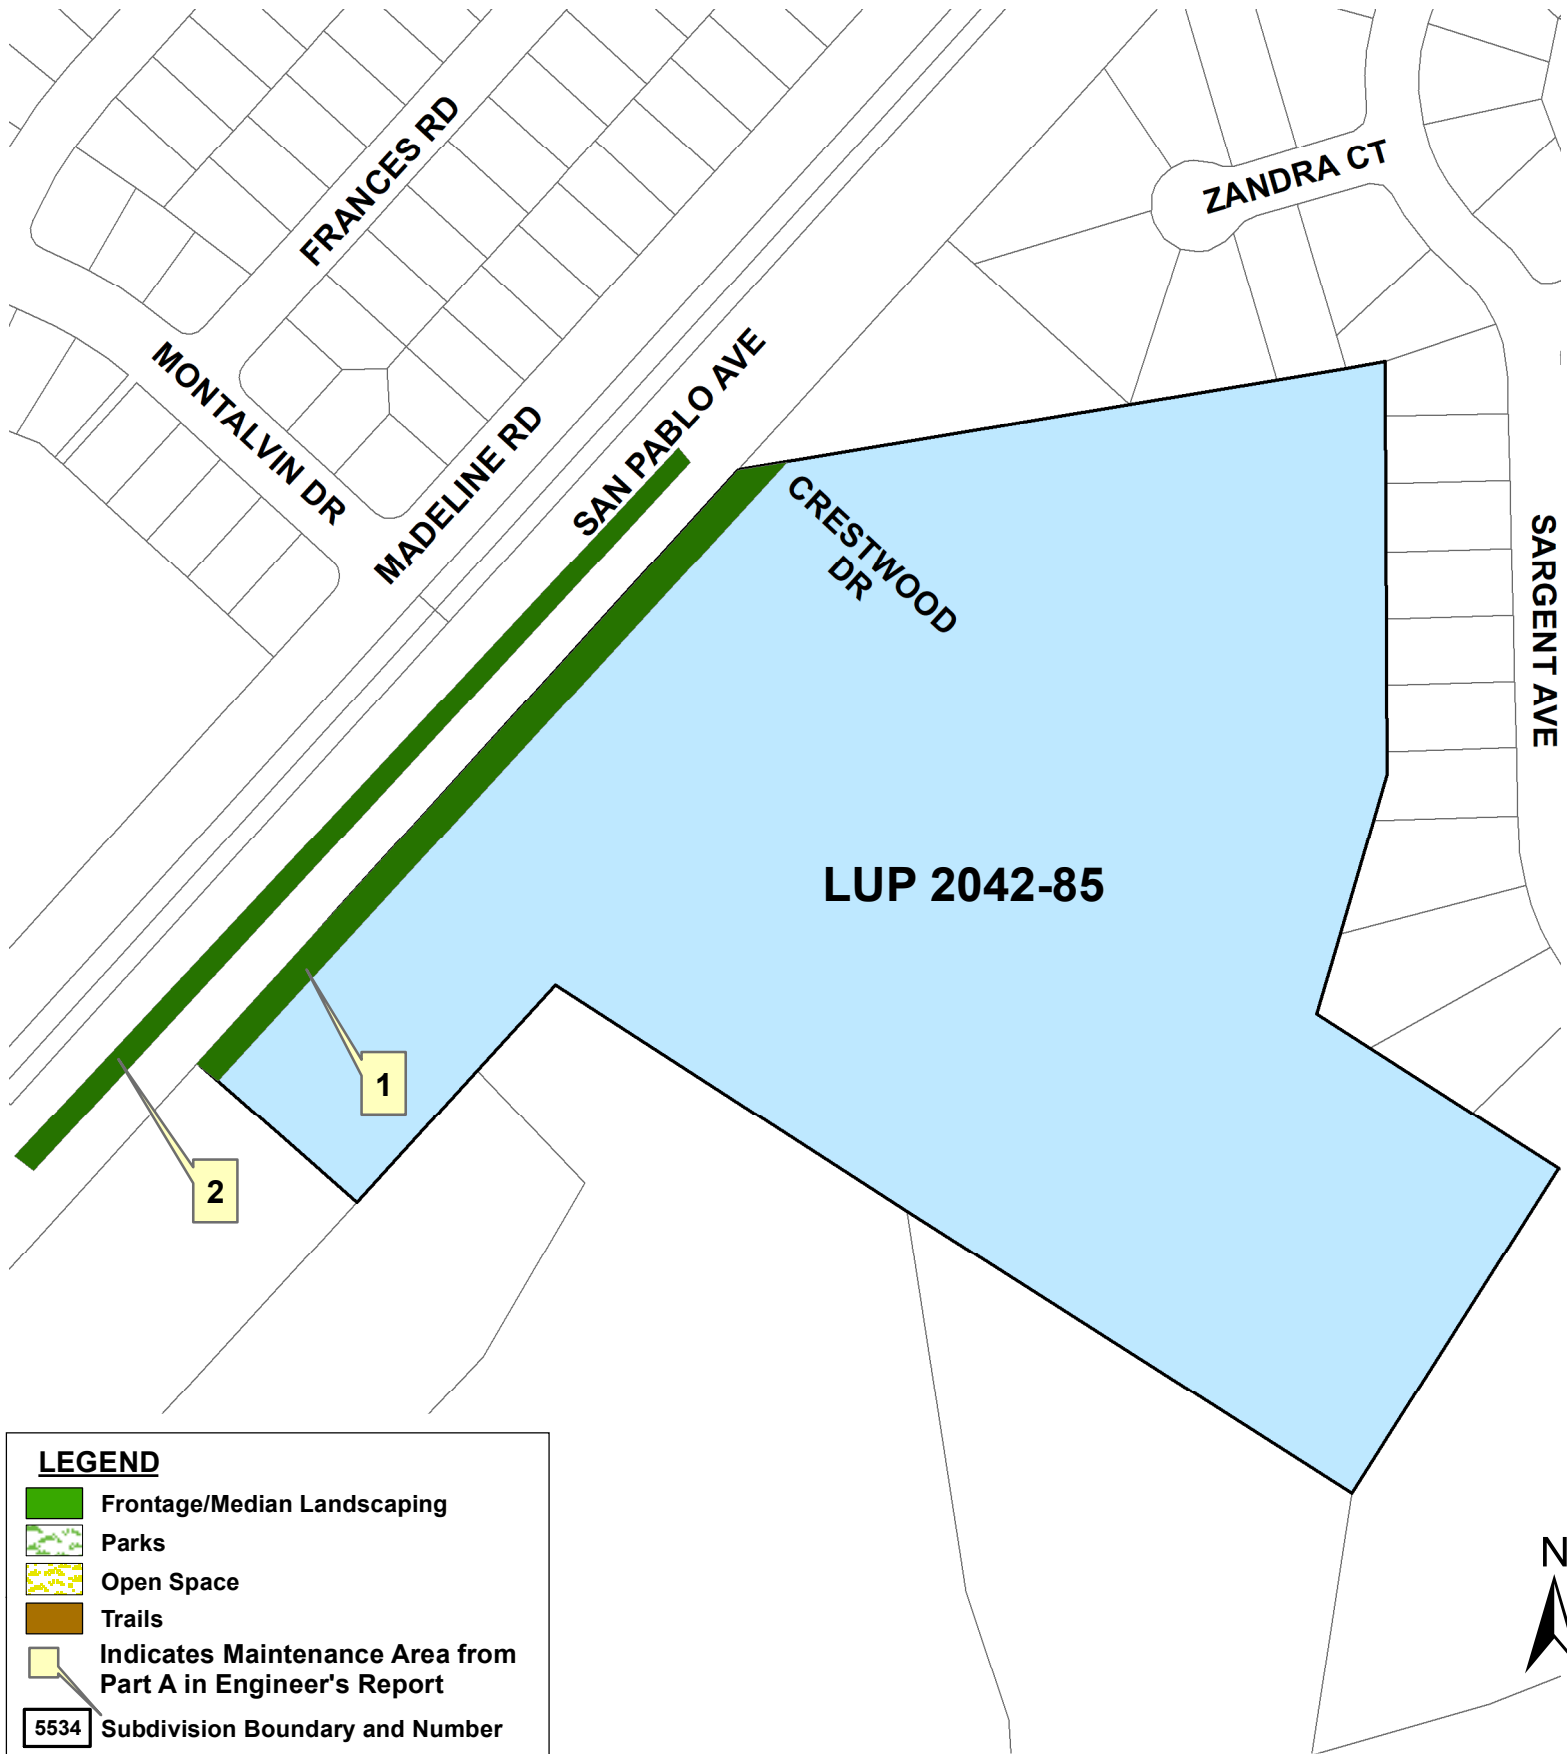 FRANCES RD
ZANDRA CT
MONTALVIN DR
MADELINE RD
SAN PABLO AVE
CRESTWOOD
DR
SARGENT AVE
LUP 2042-85
1
2
LEGEND
Frontage/Median Landscaping
Parks
Open Space
Trails
Indicates Maintenance Area from
Part A in Engineer's Report
5534 Subdivision Boundary and Number
N